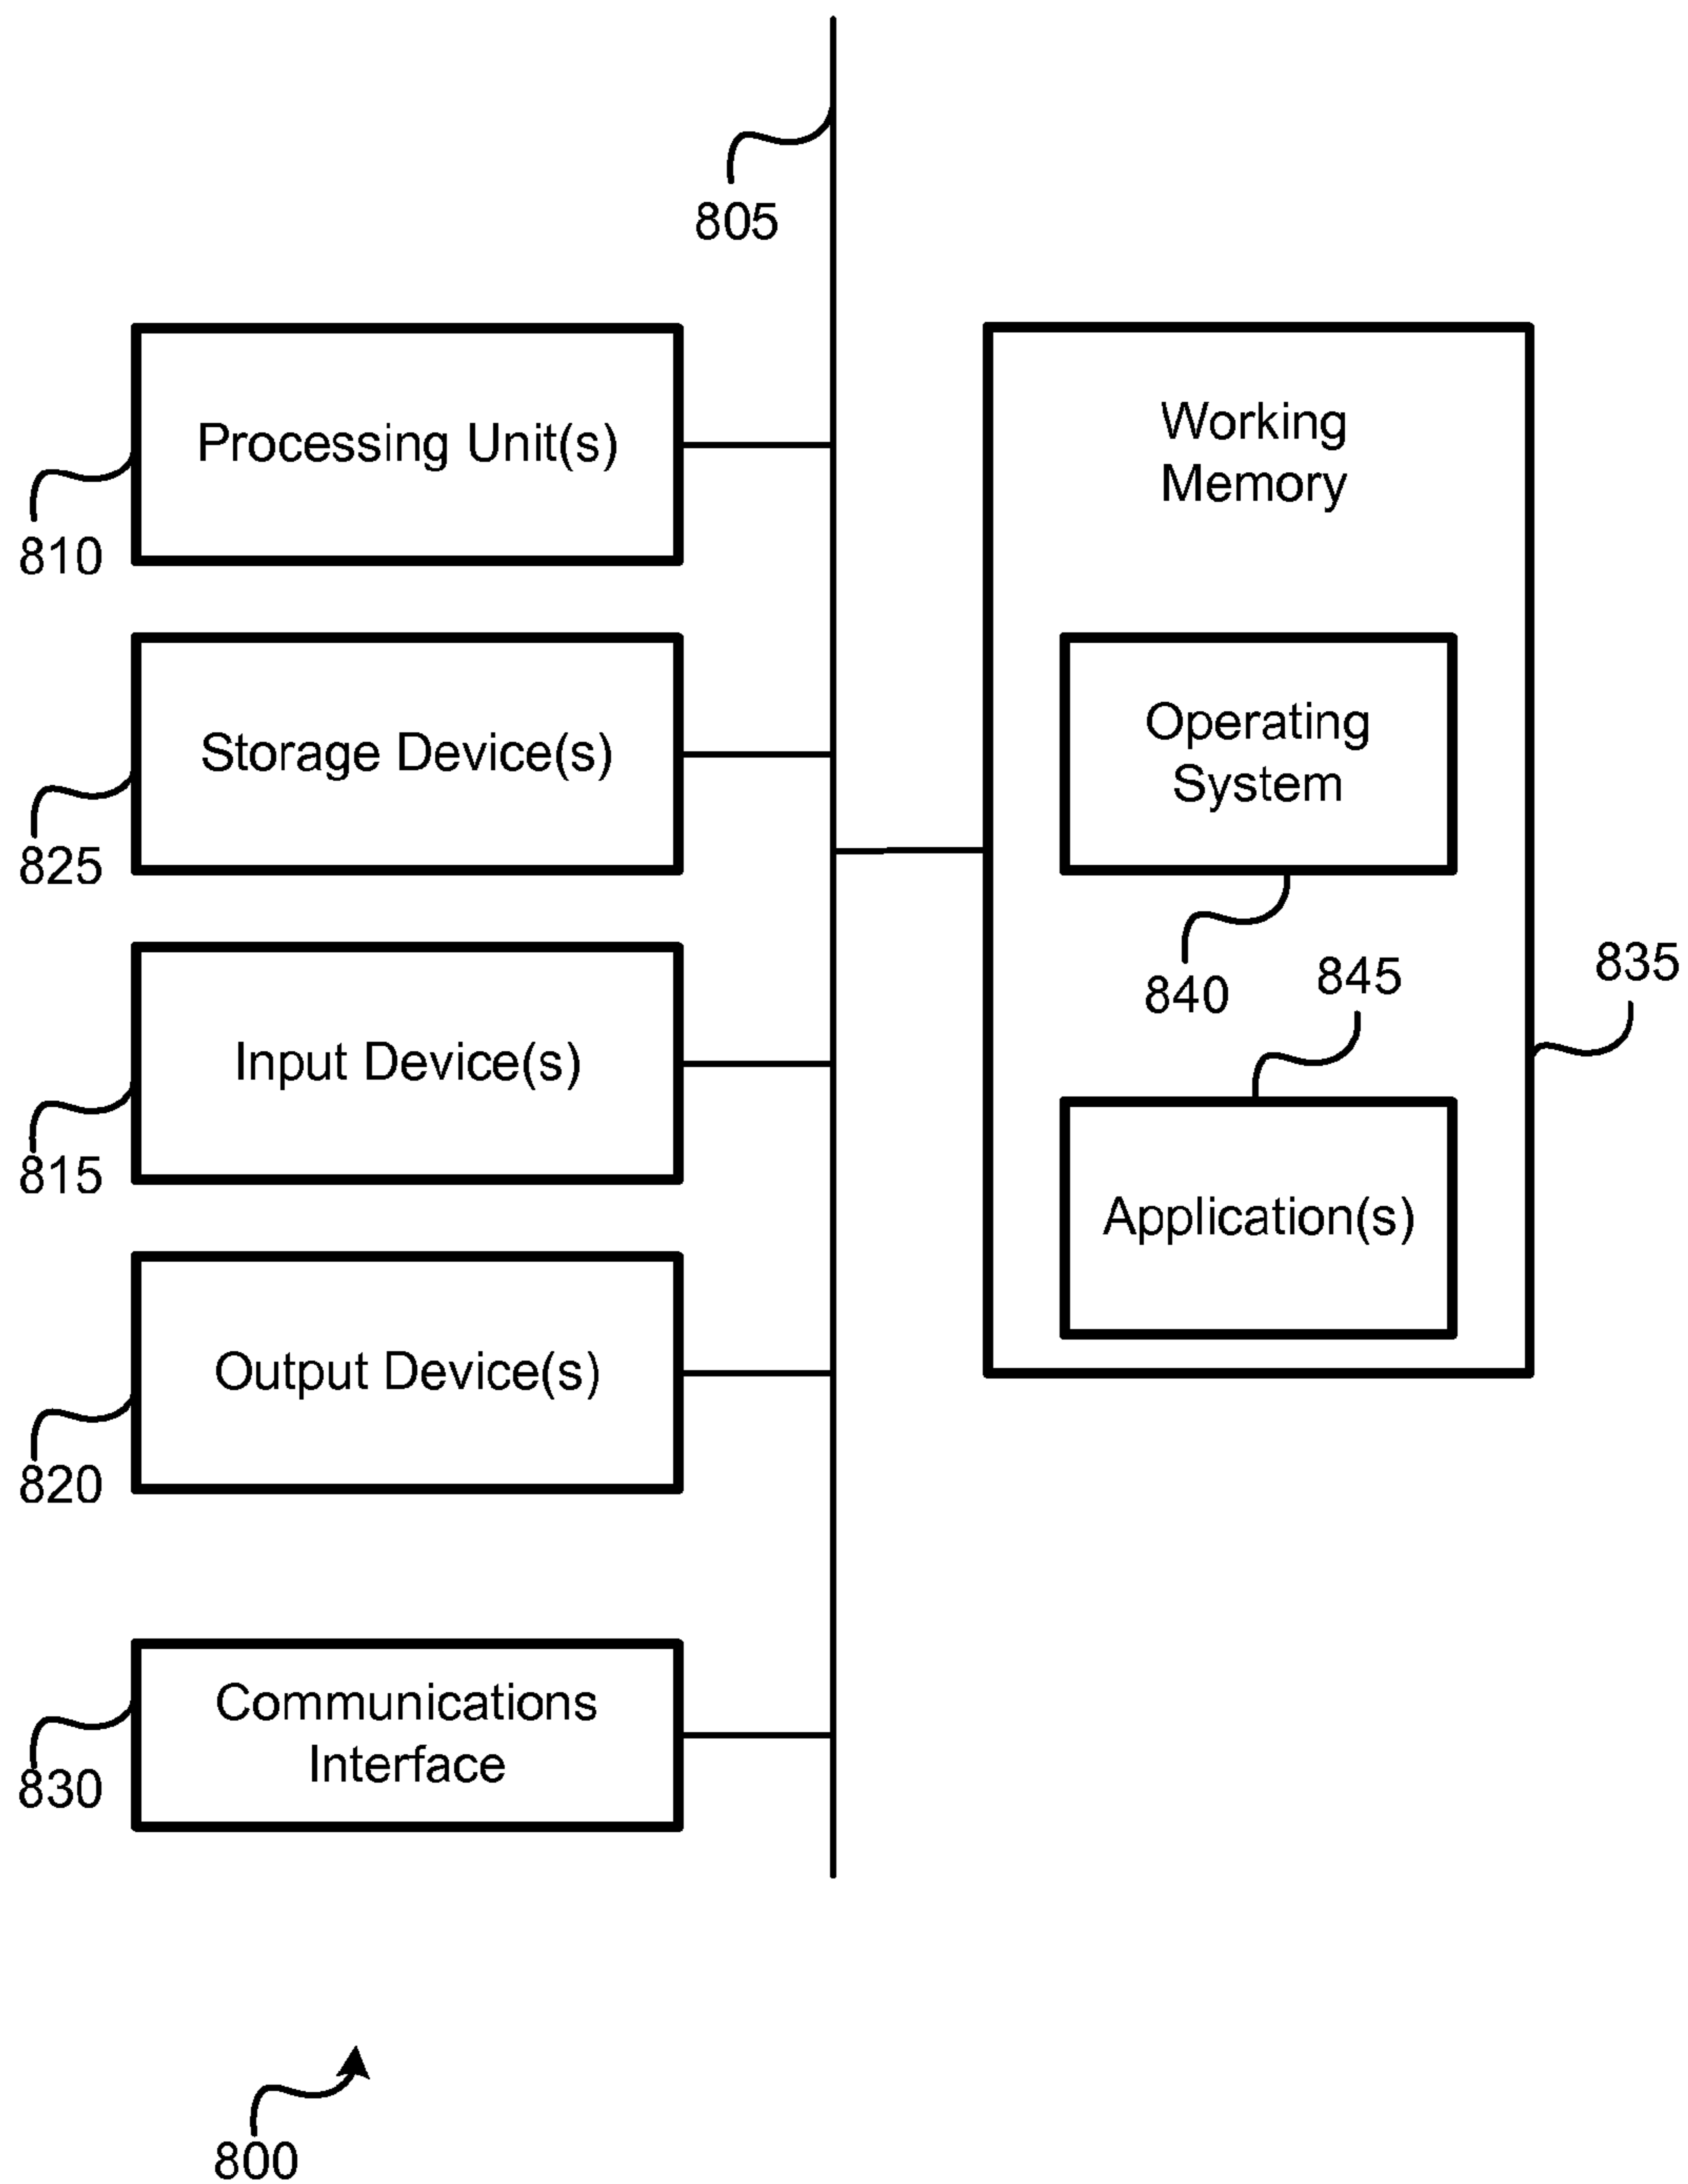 805
Processing Unit(s)
810
Storage Device(s)
825
Input Device(s)
815
Output Device(s)
820
Communications
Interface
830
Working
Memory
Operating
System
840
845
835
Application(s)
800